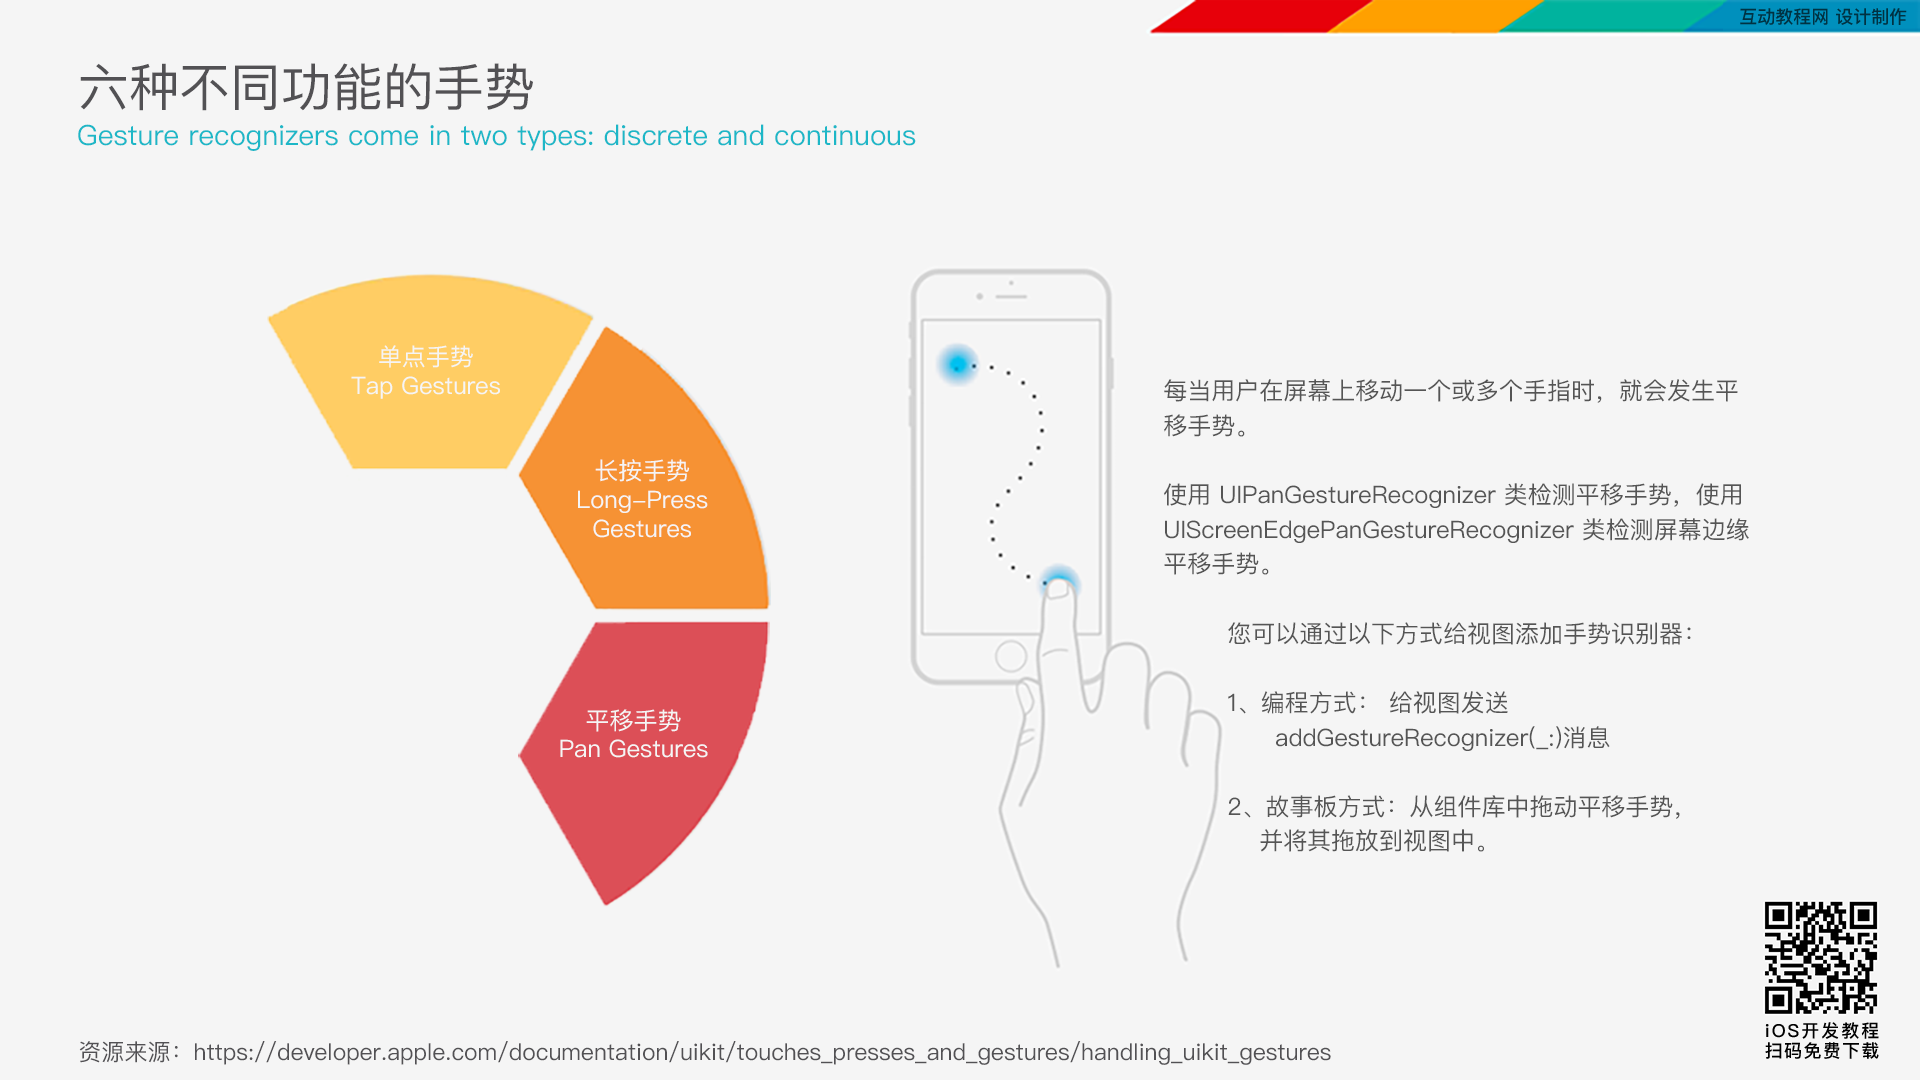 互动教程网 设计制作
六种不同功能的手势
Gesture recognizers come in two types: discrete and continuous
单点手势
Tap Gestures
长按手势
Long-Press
Gestures
平移手势
Pan Gestures
每当用户在屏幕上移动一个或多个手指时，就会发生平
移手势。
使用 UIPanGestureRecognizer 类检测平移手势，使用
UIScreenEdgePanGestureRecognizer 类检测屏幕边缘
平移手势。
您可以通过以下方式给视图添加手势识别器：
1、编程方式： 给视图发送
addGestureRecognizer(_:)消息
2、故事板方式：从组件库中拖动平移手势，
并将其拖放到视图中。
iOS开发教程
扫码免费下载
资源来源：https://developer.apple.com/documentation/uikit/touches_presses_and_gestures/handling_uikit_gestures